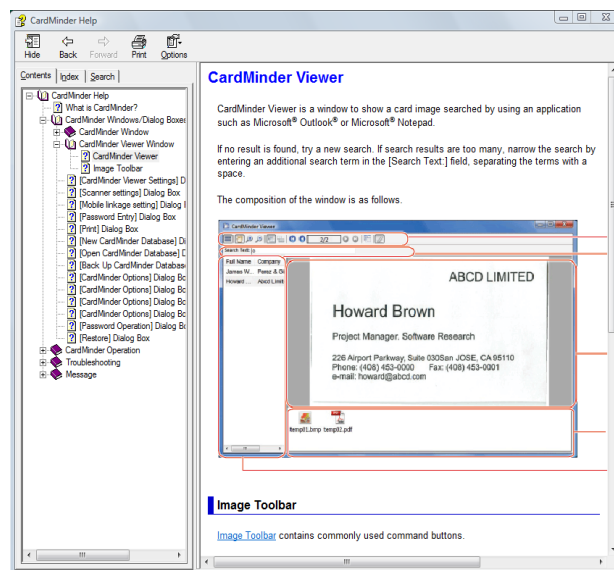 CardMinder Help
Hide Back Forward Print Options
Contents Index Search
CardMinder Help
What is CardMinder?
CardMinder Windows/Dialog Boxes
CardMinder Window
CardMinder Viewer Window
CardMinder Viewer
Image Toolbar
[CardMinder Viewer Settings] D
[Scanner settings] Dialog Box
[Mobile linkage setting] Dialog
[Password Entry] Dialog Box
[Print] Dialog Box
[New CardMinder Database] Di
[Open CardMinder Database] D
[Back Up CardMinder Databas
[CardMinder Options] Dialog Bo
[CardMinder Options] Dialog Bo
[CardMinder Options] Dialog Bo
[CardMinder Options] Dialog Bo
[Password Operation] Dialog Bo
[Restore] Dialog Box
CardMinder Operation
Troubleshooting
Message
CardMinder Viewer
CardMinder Viewer is a window to show a card image searched by using an application
such as Microsoft® Outlook® or Microsoft® Notepad.
If no result is found, try a new search. If search results are too many, narrow the search by
entering an additional search term in the [Search Text:] field, separating the terms with a
space.
The composition of the window is as follows.
CardMinder Viewer
2/2
Search Text: o
Full Name Company
James W... Perez & Gi
Howard ... Abcd Limit
ABCD LIMITED
Howard Brown
Project Manager. Software Research
226 Airport Parkway, Suite 030San JOSE, CA 95110
Phone: (408) 453-0000 Fax: (408) 453-0001
e-mail: howard@abcd.com
temp01.bmp temp02.pdf
Image Toolbar
Image Toolbar contains commonly used command buttons.